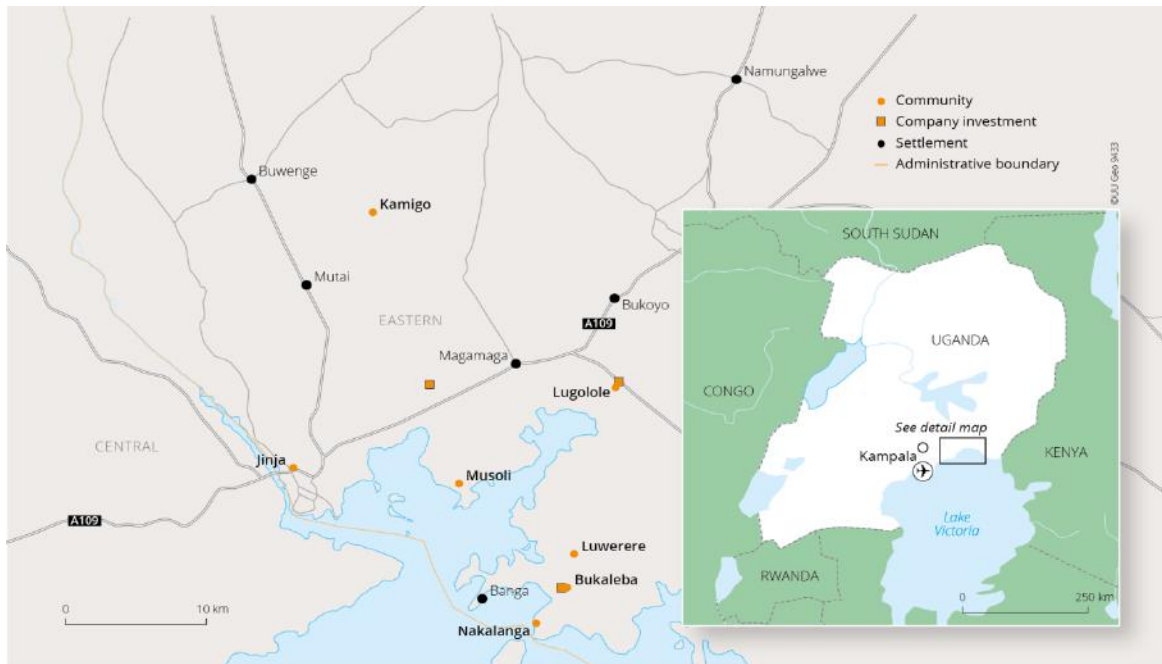 Namungalwe
Community
Company investment
Settlement
Administrative boundary
©UU Geo 9433
Buwenge
Kamigo
Mutai
EASTERN
Bukoyo
A109
Magamaga
Lugolole
CENTRAL
Jinja
Musoli
A109
Luwerere
Bukaleba
Banga
Nakalanga
0 10 km
SOUTH SUDAN
UGANDA
CONGO
See detail map
Kampala
KENYA
Lake
Victoria
RWANDA
0 250 km